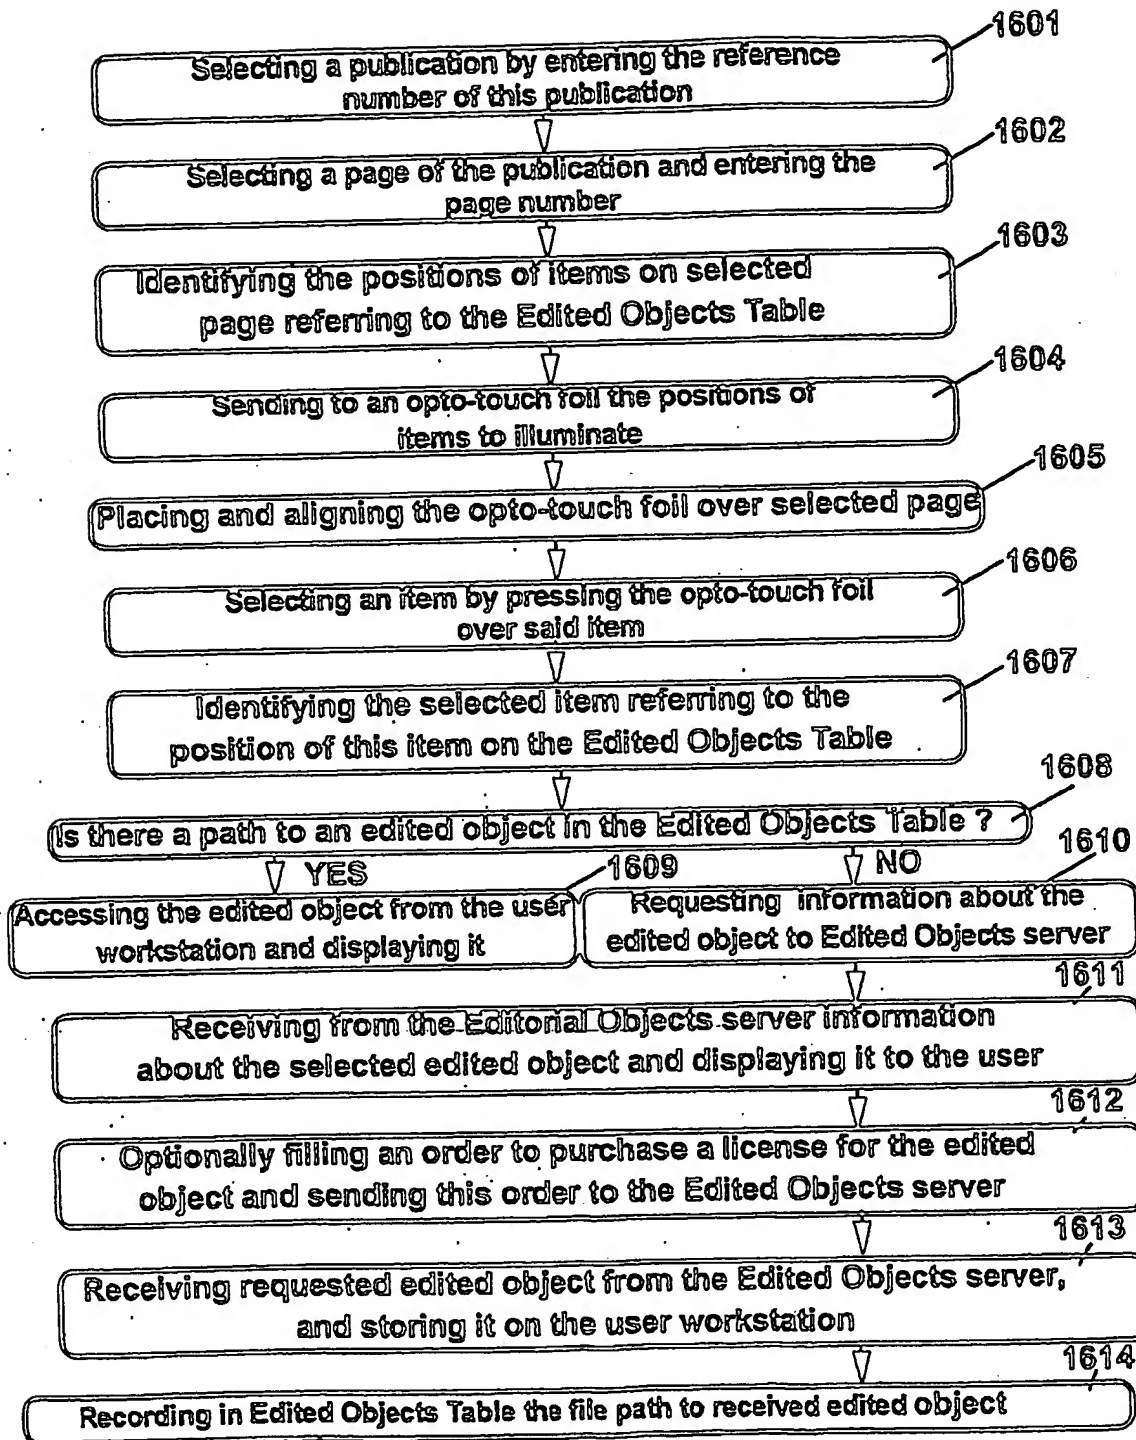 1601
Selecting a publication by entering the reference
number of this publication
1602
Selecting a page of the publication and entering the
page number
1603
Identifying the positions of items on selected
page referring to the Edited Objects Table
1604
Sending to an opto-touch foil the positions of
items to illuminate
1605
Placing and aligning the opto-touch foil over selected page
1606
Selecting an item by pressing the opto-touch foil
over said item
1607
Identifying the selected item referring to the
position of this item on the Edited Objects Table
1608
Is there a path to an edited object in the Edited Objects Table ?
YES
1609
NO
1610
Accessing the edited object from the user
workstation and displaying it
Requesting information about the
edited object to Edited Objects server
1611
Receiving from the Editorial Objects server information
about the selected edited object and displaying it to the user
1612
Optionally filling an order to purchase a license for the edited
object and sending this order to the Edited Objects server
1613
Receiving requested edited object from the Edited Objects server,
and storing it on the user workstation
1614
Recording in Edited Objects Table the file path to received edited object